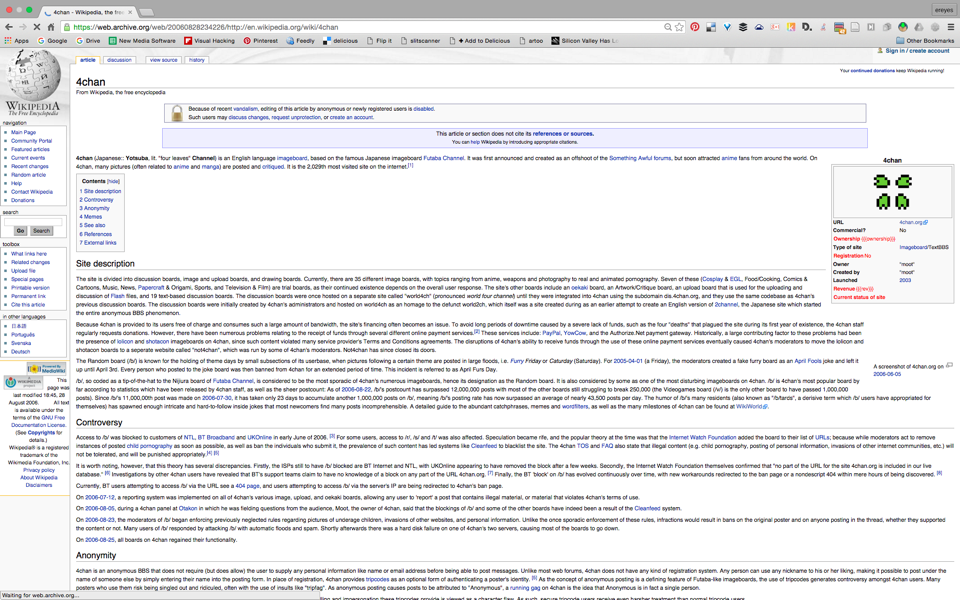 4chan - Wikipedia, the free
ereyes
https://web.archive.org/web/20060828234226/http://en.wikipedia.org/wiki/4chan
Apps Google Drive New Media Software Visual Hacking Pinterest Feedly delicious Flip it slitscanner + Add to Delicious artoo Silicon Valley Has L Other Bookmarks
Sign in / create account
article discussion view source history
Your continued donations keep Wikipedia running!
4chan
From Wikipedia, the free encyclopedia
WIKIPEDIA
The Free Encyclopedia
navigation
Main Page
Community Portal
Featured articles
Current events
Recent changes
Random article
Help
Contact Wikipedia
Donations
search
Go Search
toolbox
What links here
Related changes
Upload file
Special pages
Printable version
Permanent link
Cite this article
in other languages
日本語
Português
Svenska
Deutsch
Powered By
MediaWiki
This
page was
last modified 18:45, 28
August 2006.
All text
is available under
the terms of the GNU Free
Documentation License.
(See Copyrights for
details.)
Wikipedia® is a registered
trademark of the
Wikimedia Foundation, Inc.
Privacy policy
About Wikipedia
Disclaimers
Because of recent vandalism, editing of this article by anonymous or newly registered users is disabled.
Such users may discuss changes, request unprotection, or create an account.
This article or section does not cite its references or sources.
You can help Wikipedia by introducing appropriate citations.
4chan (Japanese:: Yotsuba, lit. "four leaves" Channel) is an English language imageboard, based on the famous Japanese imageboard Futaba Channel. It was first announced and created as an offshoot of the Something Awful forums, but soon attracted anime fans from around the world. On
4chan, many pictures (often related to anime and manga) are posted and critiqued. It is the 2,029th most visited site on the internet.[1]
Contents [hide]
1 Site description
2 Controversy
3 Anonymity
4 Memes
5 See also
6 References
7 External links
4chan
URL 4chan.org
Commercial? No
Ownership {{{ownership}}}
Type of site Imageboard/TextBBS
Registration No
Owner "moot"
Created by "moot"
Launched 2003
Revenue {{{rev}}}
Current status of site
Site description
The site is divided into discussion boards, image and upload boards, and drawing boards. Currently, there are 35 different image boards, with topics ranging from anime, weapons and photography to real and animated pornography. Seven of these (Cosplay & EGL, Food/Cooking, Comics &
Cartoons, Music, News, Papercraft & Origami, Sports, and Television & Film) are trial boards, as their continued existence depends on the overall user response. The site's other boards include an oekaki board, an Artwork/Critique board, an upload board that is used for the uploading and
discussion of Flash files, and 19 text-based discussion boards. The discussion boards were once hosted on a separate site called "world4ch" (pronounced world four channel) until they were integrated into 4chan using the subdomain dis.4chan.org, and they use the same codebase as 4chan's
previous discussion boards. The discussion boards were initially created by 4chan's administrators and hosted on world4ch as an homage to the defunct world2ch, which itself was a site created during as an earlier attempt to create an English version of 2channel, the Japanese site which started
the entire anonymous BBS phenomenon.
Because 4chan is provided to its users free of charge and consumes such a large amount of bandwidth, the site's financing often becomes an issue. To avoid long periods of downtime caused by a severe lack of funds, such as the four "deaths" that plagued the site during its first year of existence, the 4chan staff
regularly requests donations. However, there have been numerous problems relating to the receipt of funds through several different online payment services.[2] These services include: PayPal, YowCow, and the Authorize.Net payment gateway. Historically, a large contributing factor to these problems had been
the presence of lolicon and shotacon imageboards on 4chan, since such content violated many service provider's Terms and Conditions agreements. The disruptions of 4chan's ability to receive funds through the use of these online payment services eventually caused 4chan's moderators to move the lolicon and
shotacon boards to a separate website called "not4chan", which was run by some of 4chan's moderators. Not4chan has since closed its doors.
The Random board (/b/) is known for the holding of theme days by small subsections of its userbase, when pictures following a certain theme are posted in large floods, i.e. Furry Friday or Caturday (Saturday). For 2005-04-01 (a Friday), the moderators created a fake furry board as an April Fools joke and left it
up until April 3rd. Every person who posted to the joke board was then banned from 4chan for an extended period of time. This incident is referred to as April Furs Day.
A screenshot of 4chan.org on
2006-06-05
/b/, so coded as a tip-of-the-hat to the Nijiura board of Futaba Channel, is considered to be the most sporadic of 4chan's numerous imageboards, hence its designation as the Random board. It is also considered by some as one of the most disturbing imageboards on 4chan. /b/ is 4chan's most popular board by
far according to statistics which have been released by 4chan staff, as well as the sheer postcount. As of 2006-08-22, /b/'s postcount has surpassed 12,000,000 posts with most of the other boards still struggling to break 250,000 (the Videogames board (/v/) is the only other board to have passed 1,000,000
posts). Since /b/'s 11,000,00th post was made on 2006-07-30, it has only taken 23 days to accumulate another 1,000,000 posts on /b/, meaning /b/'s posting rate has now surpassed an average of nearly 43,500 posts per day. The humor of /b/'s many residents (also known as "/b/tards", a derisive term which /b/ users have appropriated for
themselves) has spawned enough intricate and hard-to-follow inside jokes that most newcomers find many posts incomprehensible. A detailed guide to the abundant catchphrases, memes and wordfilters, as well as the many milestones of 4chan can be found at WikiWorld.
Controversy
Access to /b/ was blocked to customers of NTL, BT Broadband and UKOnline in early June of 2006. [3] For some users, access to /r/, /s/ and /t/ was also affected. Speculation became rife, and the popular theory at the time was that the Internet Watch Foundation added the board to their list of URLs; because while moderators act to remove
instances of posted child pornography as soon as possible, as well as ban the individuals who submit it, the prevalence of such content has led systems like Cleanfeed to blacklist the site. The 4chan TOS and FAQ also state that illegal content (e.g. child pornography, posting of personal information, invasions of other internet communities, etc.) will
not be tolerated, and will be punished appropriately.[4] [5]
It is worth noting, however, that this theory has several discrepancies. Firstly, the ISPs still to have /b/ blocked are BT Internet and NTL, with UKOnline appearing to have removed the block after a few weeks. Secondly, the Internet Watch Foundation themselves confirmed that "no part of the URL for the site 4chan.org is included in our live
database." [6] Investigations by other 4chan users have revealed that BT's support team claim to have no knowledge of a block on any part of the URL 4chan.org. [7] Finally, the BT 'block' on /b/ has evolved continuously over time, with new workarounds redirected to the ban page or a nondescript 404 within mere hours of being discovered. [8]
Currently, BT users attempting to access /b/ via the URL see a 404 page, and users attempting to access /b/ via the server's IP are being redirected to 4chan's ban page.
On 2006-07-12, a reporting system was implemented on all of 4chan's various image, upload, and oekaki boards, allowing any user to 'report' a post that contains illegal material, or material that violates 4chan's terms of use.
On 2006-08-05, during a 4chan panel at Otakon in which he was fielding questions from the audience, Moot, the owner of 4chan, said that the blockings of /b/ and some of the other boards have indeed been a result of the Cleanfeed system.
On 2006-08-23, the moderators of /b/ began enforcing previously neglected rules regarding pictures of underage children, invasions of other websites, and personal information. Unlike the once sporadic enforcement of these rules, infractions would result in bans on the original poster and on anyone posting in the thread, whether they supported
the content or not. Many users of /b/ responded by attacking /b/ with automatic floods and spam. Shortly afterwards there was a hard disk failure on one of 4chan's two servers, causing most of the boards to go down.
On 2006-08-25, all boards on 4chan regained their functionality.
Anonymity
4chan is an anonymous BBS that does not require (but does allow) the user to supply any personal information like name or email address before being able to post messages. Unlike most web forums, 4chan does not have any kind of registration system. Any person can use any nickname to his or her liking, making it possible to post under the
name of someone else by simply entering their name into the posting form. In place of registration, 4chan provides tripcodes as an optional form of authenticating a poster's identity. [9] As the concept of anonymous posting is a defining feature of Futaba-like imageboards, the use of tripcodes generates controversy amongst 4chan users. Many
posters who use them risk being singled out and ridiculed, often with the use of insults like "tripfag". As anonymous posting causes posts to be attributed to "Anonymous", a running gag on 4chan is the idea that Anonymous is in fact a single person.
Waiting for web.archive.org...